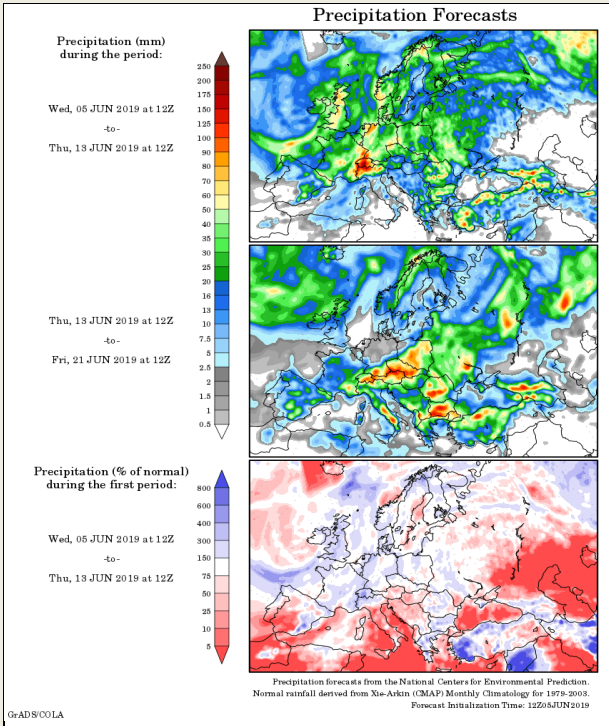 Precipitation Forecasts
Precipitation (mm)
during the period:
Wed, 05 JUN 2019 at 12Z
-to-
Thu, 13 JUN 2019 at 12Z
250
200
175
150
125
100
90
80
70
60
50
40
35
30
25
20
16
13
10
7.5
5
2.5
2
1.5
1
0.5
Thu, 13 JUN 2019 at 12Z
-to-
Fri, 21 JUN 2019 at 12Z
Precipitation (% of normal)
during the first period:
Wed, 05 JUN 2019 at 12Z
-to-
Thu, 13 JUN 2019 at 12Z
800
600
400
300
150
75
50
25
10
5
Precipitation forecasts from the National Centers for Environmental Prediction.
Normal rainfall derived from Xie-Arkin (CMAP) Monthly Climatology for 1979-2003.
Forecast Initialization Time: 12Z05JUN2019
GrADS/COLA